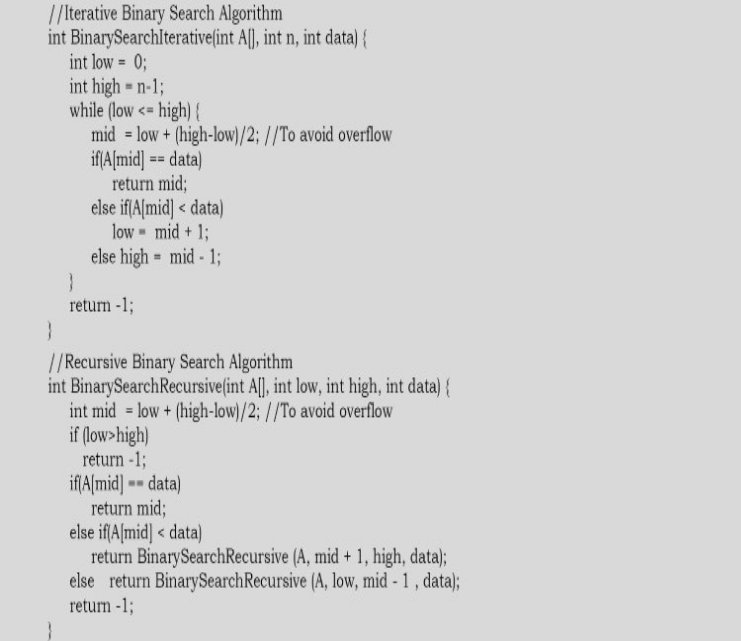 //Iterative Binary Search Algorithm
int BinarySearchIterative(int A[], int n, int data) {
int low = 0;
int high = n-1;
while (low <= high) {
mid = low + (high-low)/2; //To avoid overflow
if(A[mid] == data)
return mid;
else if(A[mid] < data)
low = mid + 1;
else high = mid - 1;
}
return -1;
}
//Recursive Binary Search Algorithm
int BinarySearchRecursive(int A[], int low, int high, int data) {
int mid = low + (high-low)/2; //To avoid overflow
if (low>high)
return -1;
if(A[mid] == data)
return mid;
else if(A[mid] < data)
return BinarySearchRecursive (A, mid + 1, high, data);
else return BinarySearchRecursive (A, low, mid - 1 , data);
return -1;
}